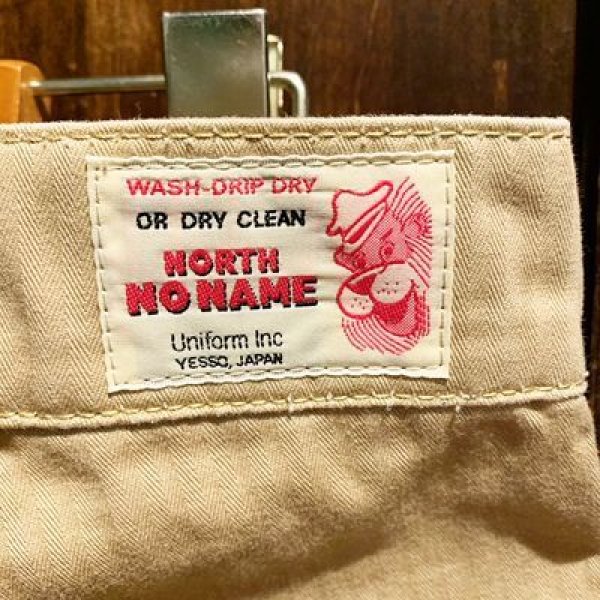 WASH-DRIP DRY
OR DRY CLEAN
NORTH
NO NAME
Uniform Inc
YESSO, JAPAN